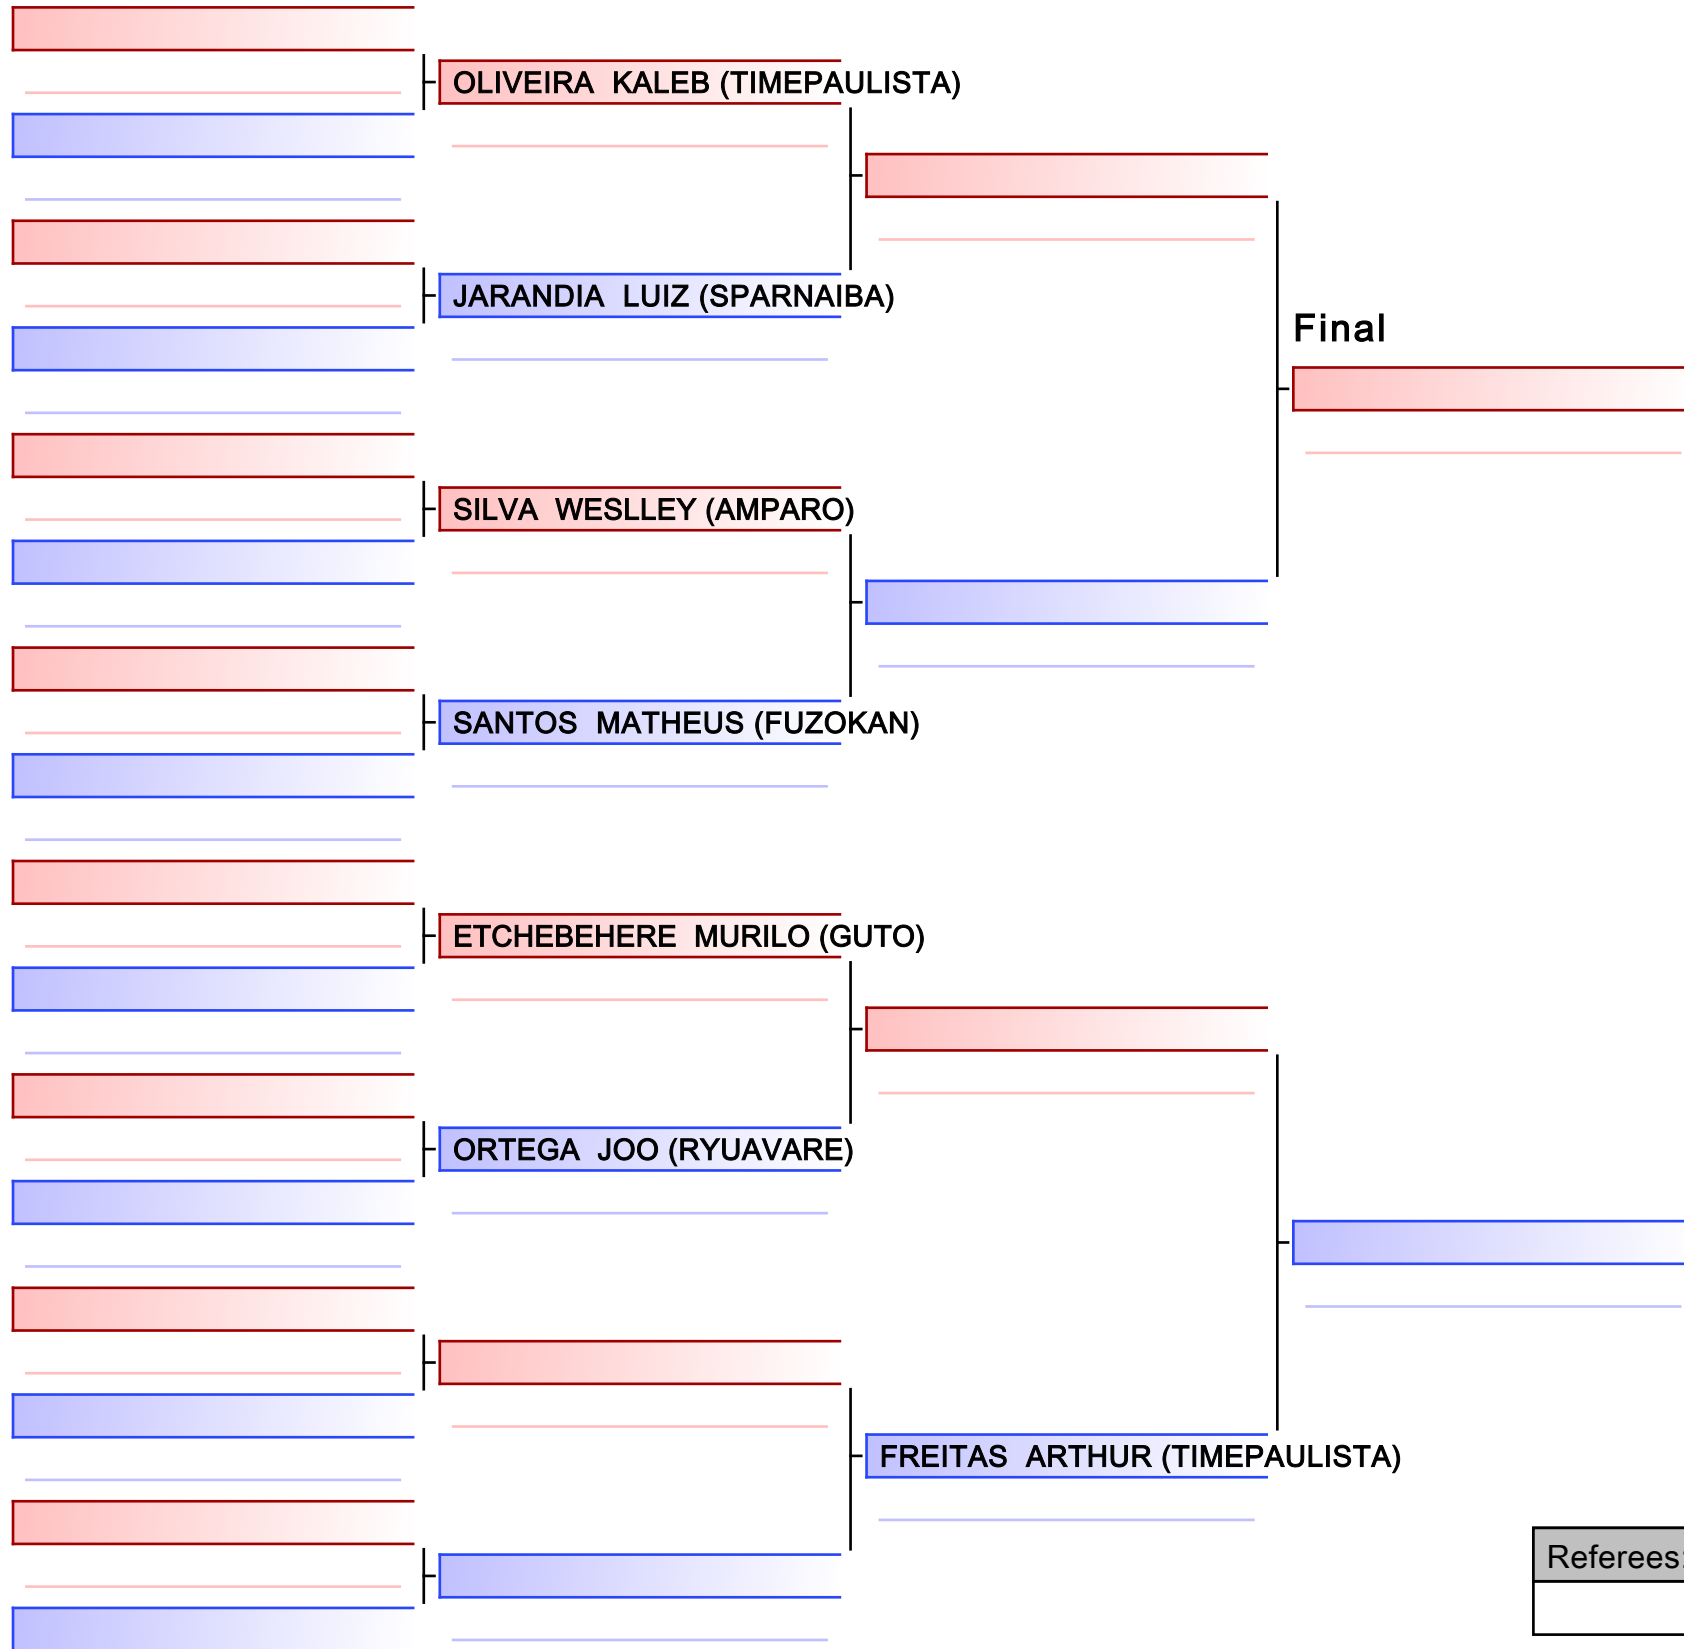 OLIVEIRA KALEB (TIMEPAULISTA)
JARANDIA LUIZ (SPARNAIBA)
Final
SILVA WESLLEY (AMPARO)
SANTOS MATHEUS (FUZOKAN)
ETCHEBEHERE MURILO (GUTO)
ORTEGA JOO (RYUAVARE)
FREITAS ARTHUR (TIMEPAULISTA)
Referees: